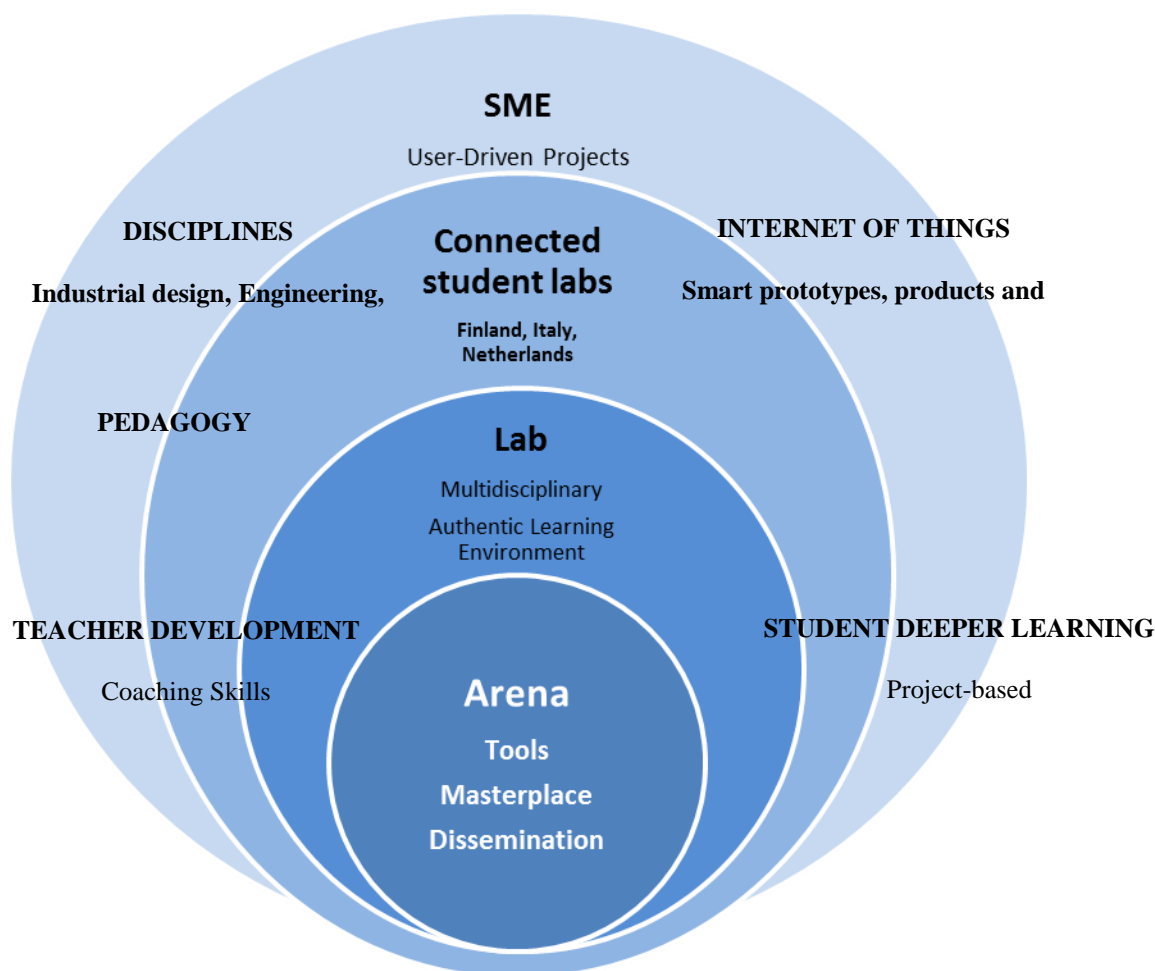 SME
User-Driven Projects
DISCIPLINES
Industrial design, Engineering,
INTERNET OF THINGS
Smart prototypes, products and
Connected
student labs
Finland, Italy,
Netherlands
PEDAGOGY
Lab
Multidisciplinary
Authentic Learning
Environment
TEACHER DEVELOPMENT
Coaching Skills
STUDENT DEEPER LEARNING
Project-based
Arena
Tools
Masterplace
Dissemination